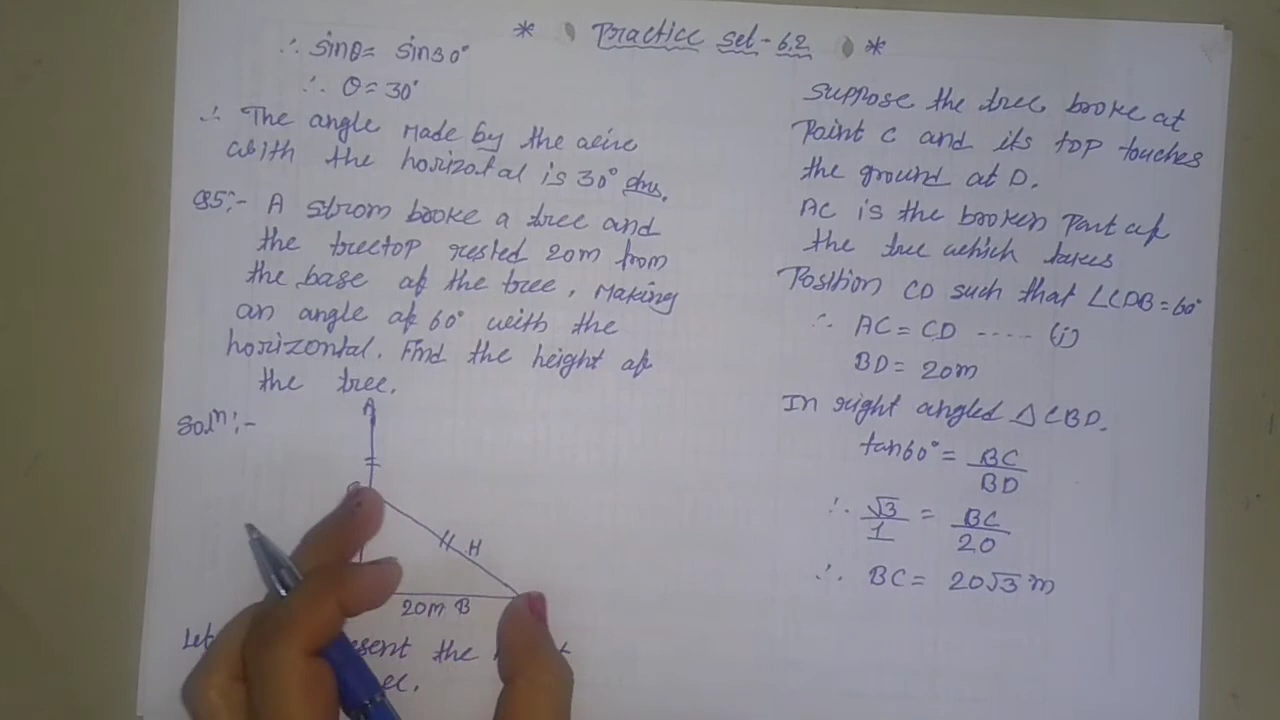 * Practice Set - 6.2 *
∴ sinθ = sin30°
∴ θ = 30°
∴ The angle Made by the
with the horizotal is 30° Ans.
Q5:- A strom broke a tree and
the treetop rested 20m from
the base of the tree, Making
an angle of 60° with the
horizontal. Find the height of
the tree.
Solⁿ:-
A
H
20m B
Let
the
Suppose the tree broke at
Point C and its top touches
the ground at D.
AC is the broken Part of
the tree which takes
Position CD such that ∠CDB = 60°
∴ AC = CD ----- (i)
BD = 20m
In right angled △CBD.
tan60° = BC/BD
∴ √3/1 = BC/20
∴ BC = 20√3 m